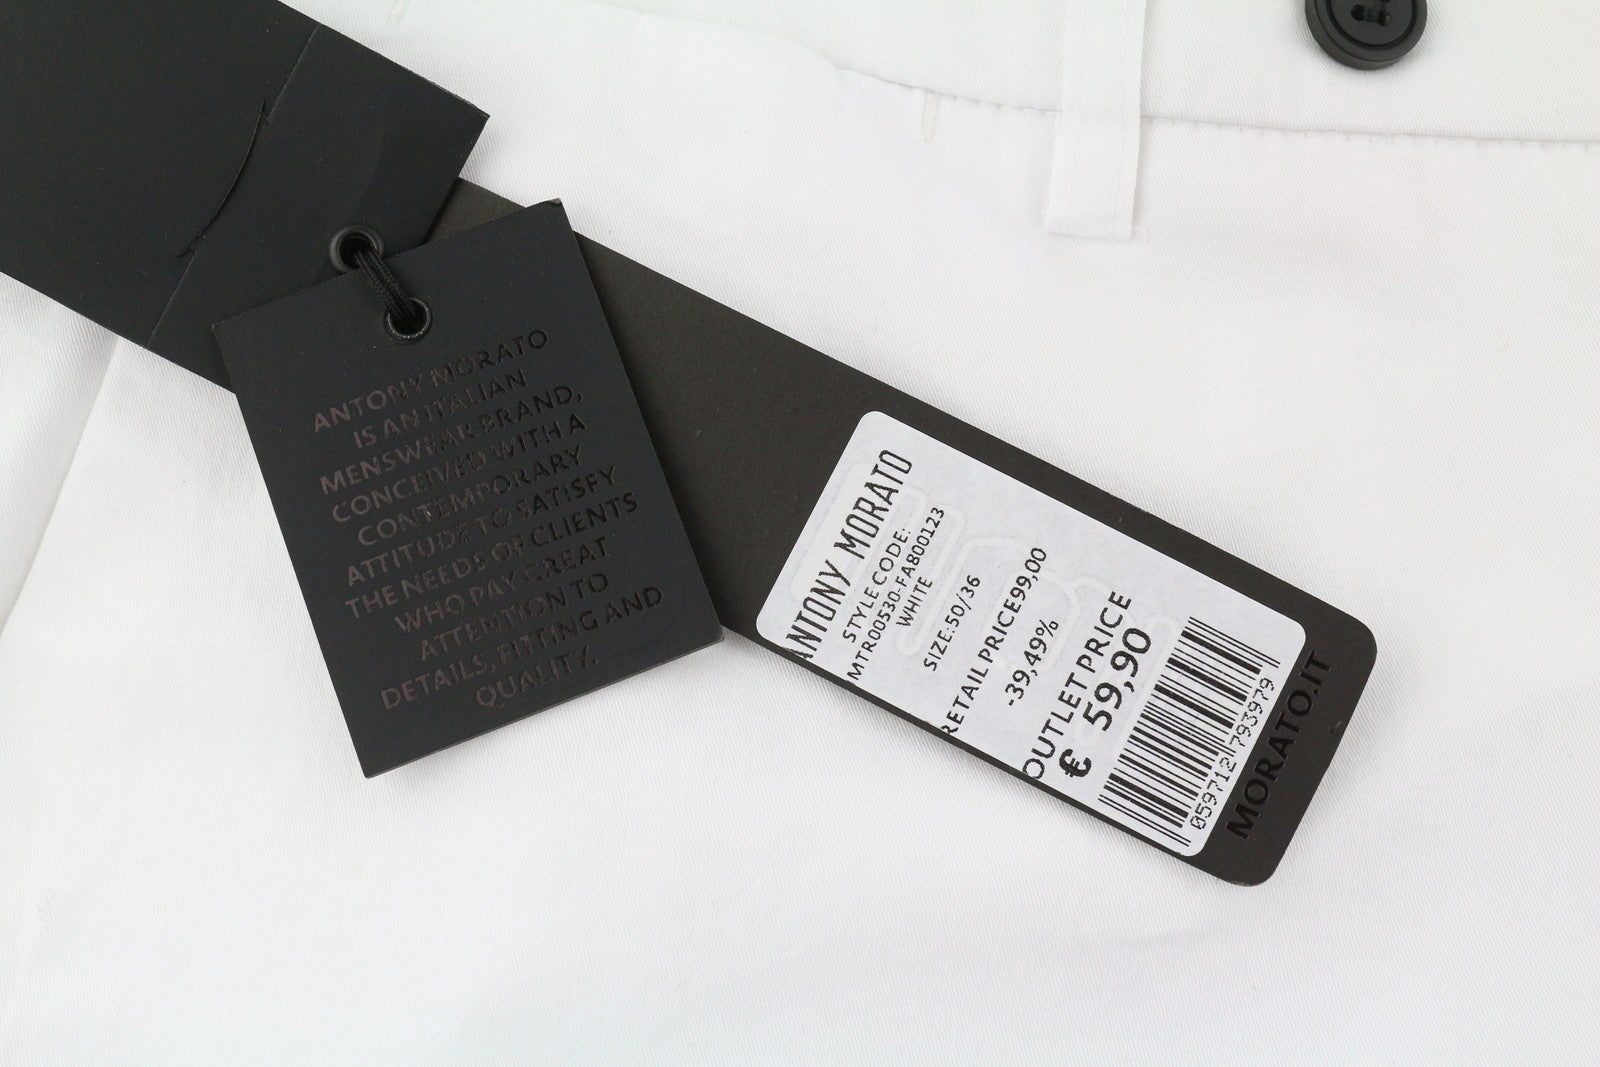 ANTONY MORATO
IS AN ITALIAN
MENSWEAR BRAND,
CONCEIVED WITH A
CONTEMPORARY
ATTITUDE TO SATISFY
THE NEEDS OF CLIENTS
WHO PAY GREAT
ATTENTION TO
DETAILS, FITTING AND
QUALITY.
ANTONY MORATO
STYLE CODE:
MTR00530-FA800123
WHITE
SIZE:50/36
RETAIL PRICE99,00
-39,49%
OUTLET PRICE
€ 59,90
059712793979
MORATO.IT